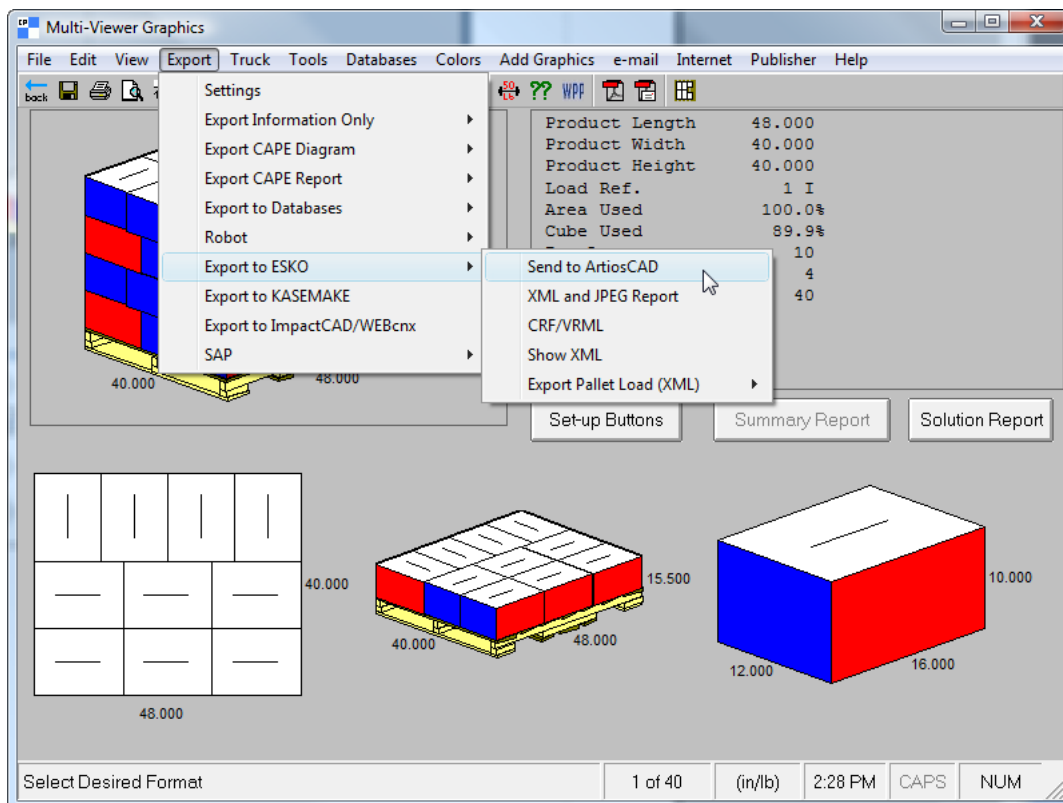 CP
Multi-Viewer Graphics
File Edit View Export Truck Tools Databases Colors Add Graphics e-mail Internet Publisher Help
back
WPP
Settings
Export Information Only
Export CAPE Diagram
Export CAPE Report
Export to Databases
Robot
Export to ESKO
Export to KASEMAKE
Export to ImpactCAD/WEBcnx
SAP
Send to ArtiosCAD
XML and JPEG Report
CRF/VRML
Show XML
Export Pallet Load (XML)
Product Length 48.000
Product Width 40.000
Product Height 40.000
Load Ref. 1 I
Area Used 100.0%
Cube Used 89.9%
10
4
40
40.000
48.000
Set-up Buttons
Summary Report
Solution Report
40.000
48.000
15.500
40.000
48.000
10.000
12.000
16.000
Select Desired Format
1 of 40
(in/lb)
2:28 PM
CAPS
NUM